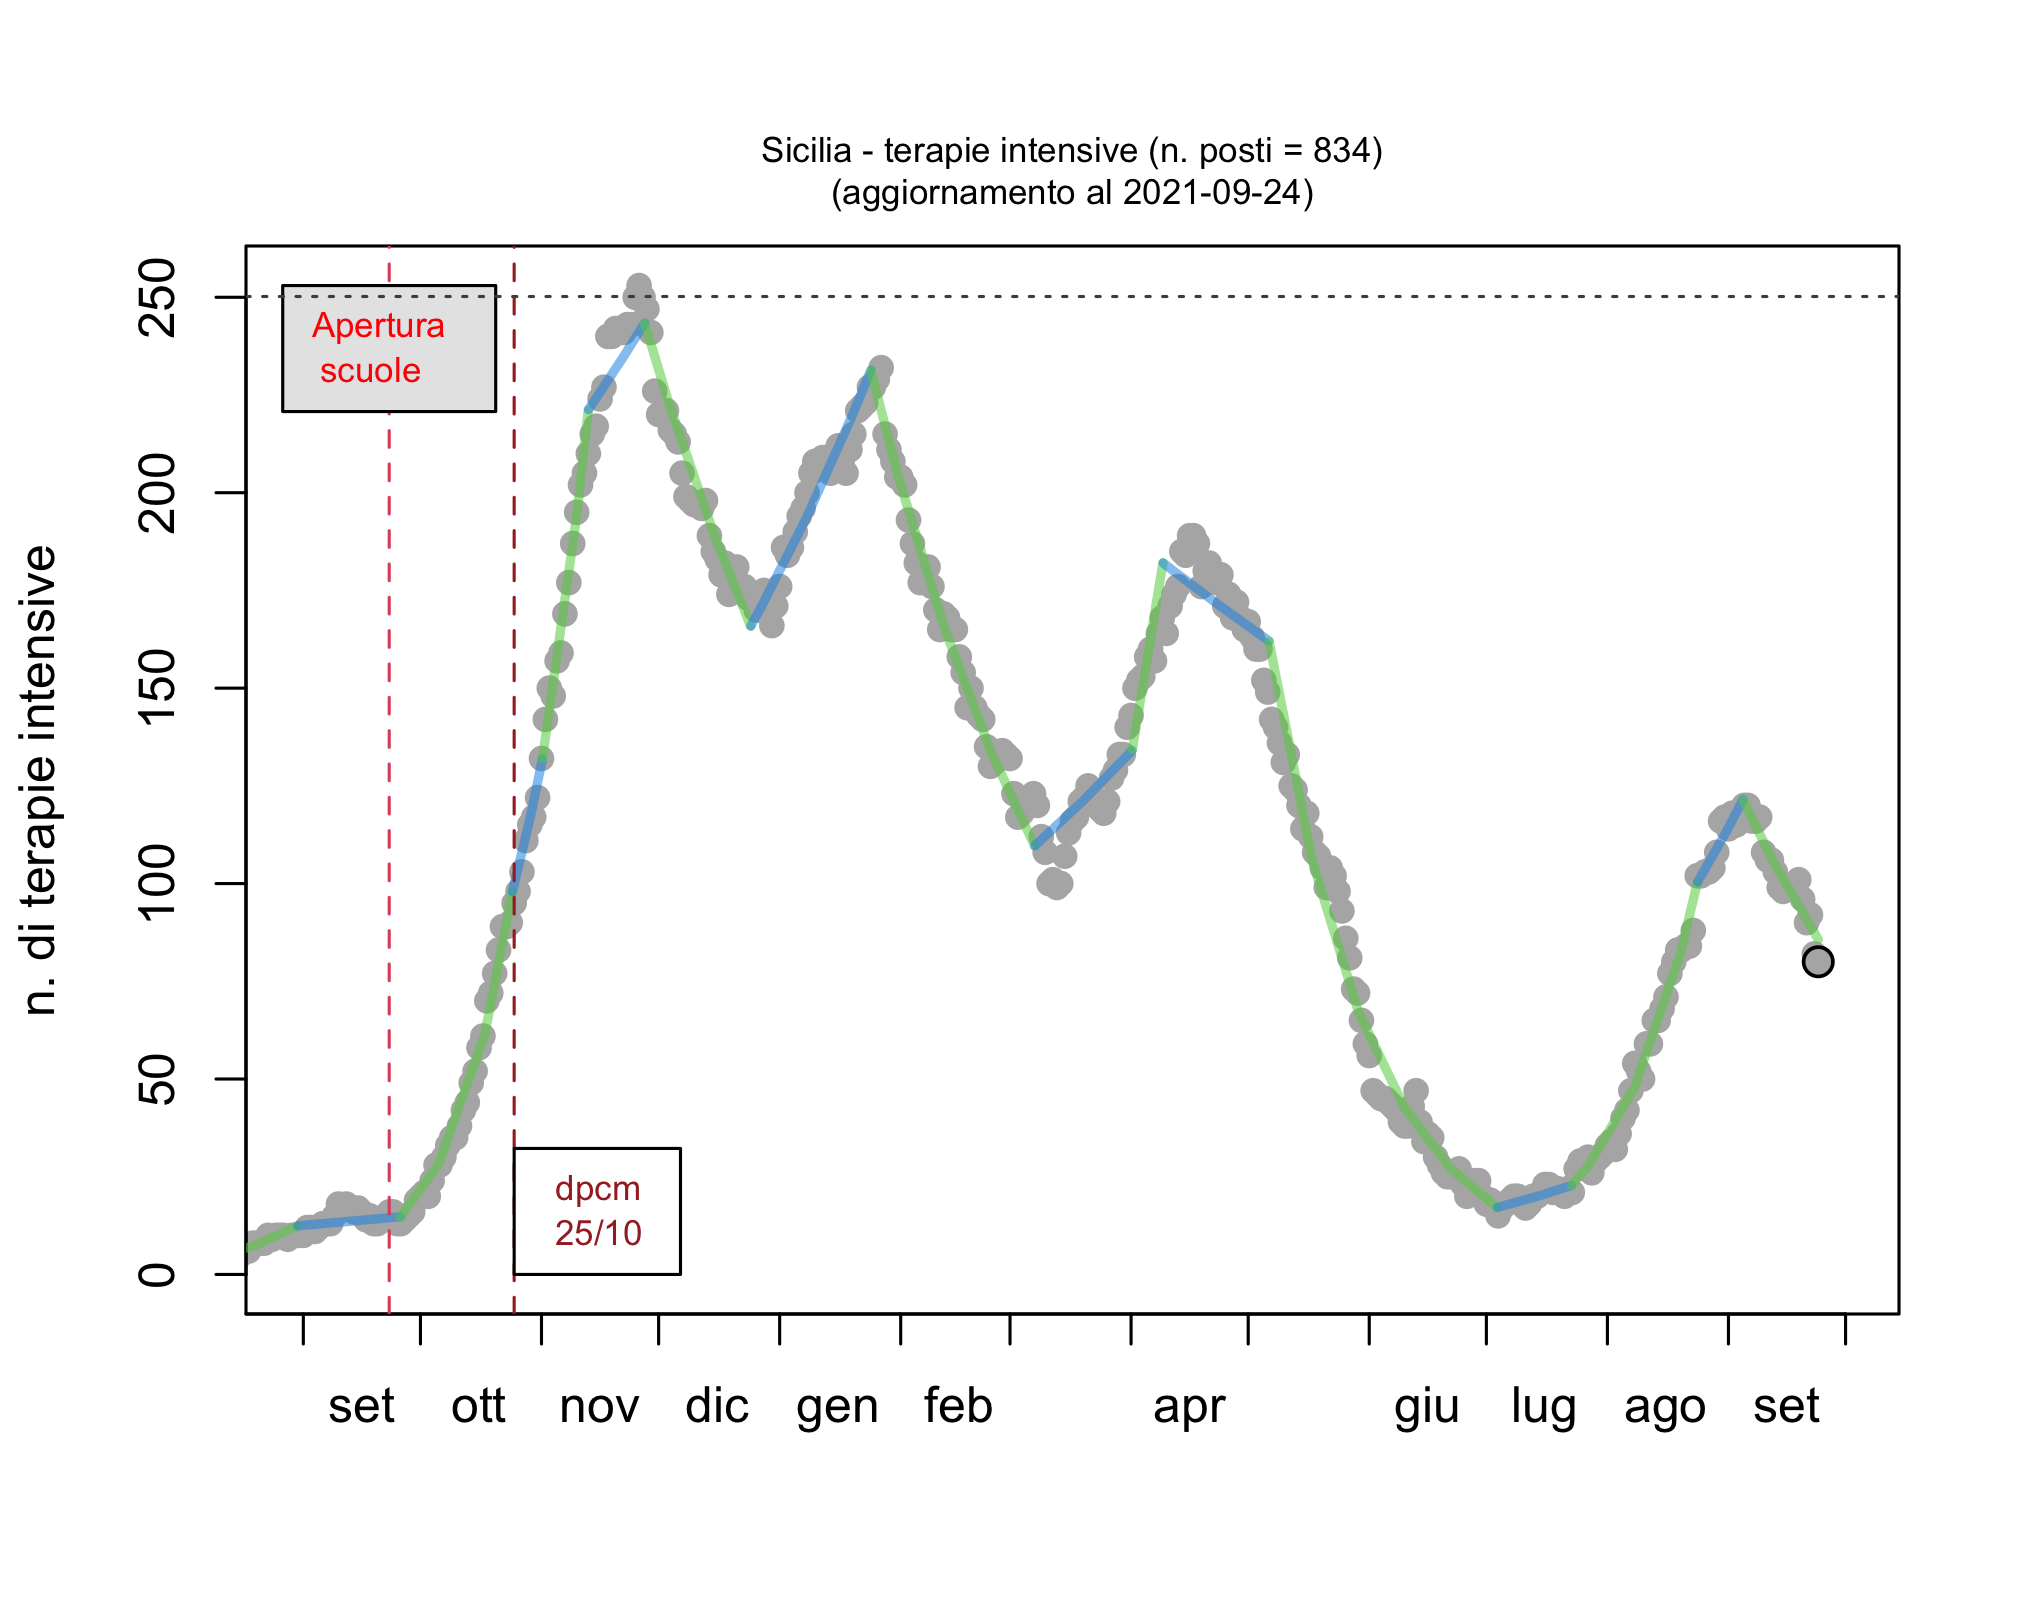 Sicilia - terapie intensive (n. posti = 834)
(aggiornamento al 2021-09-24)
n. di terapie intensive
250
200
150
100
50
0
Apertura
scuole
dpcm
25/10
set ott nov dic gen feb apr giu lug ago set